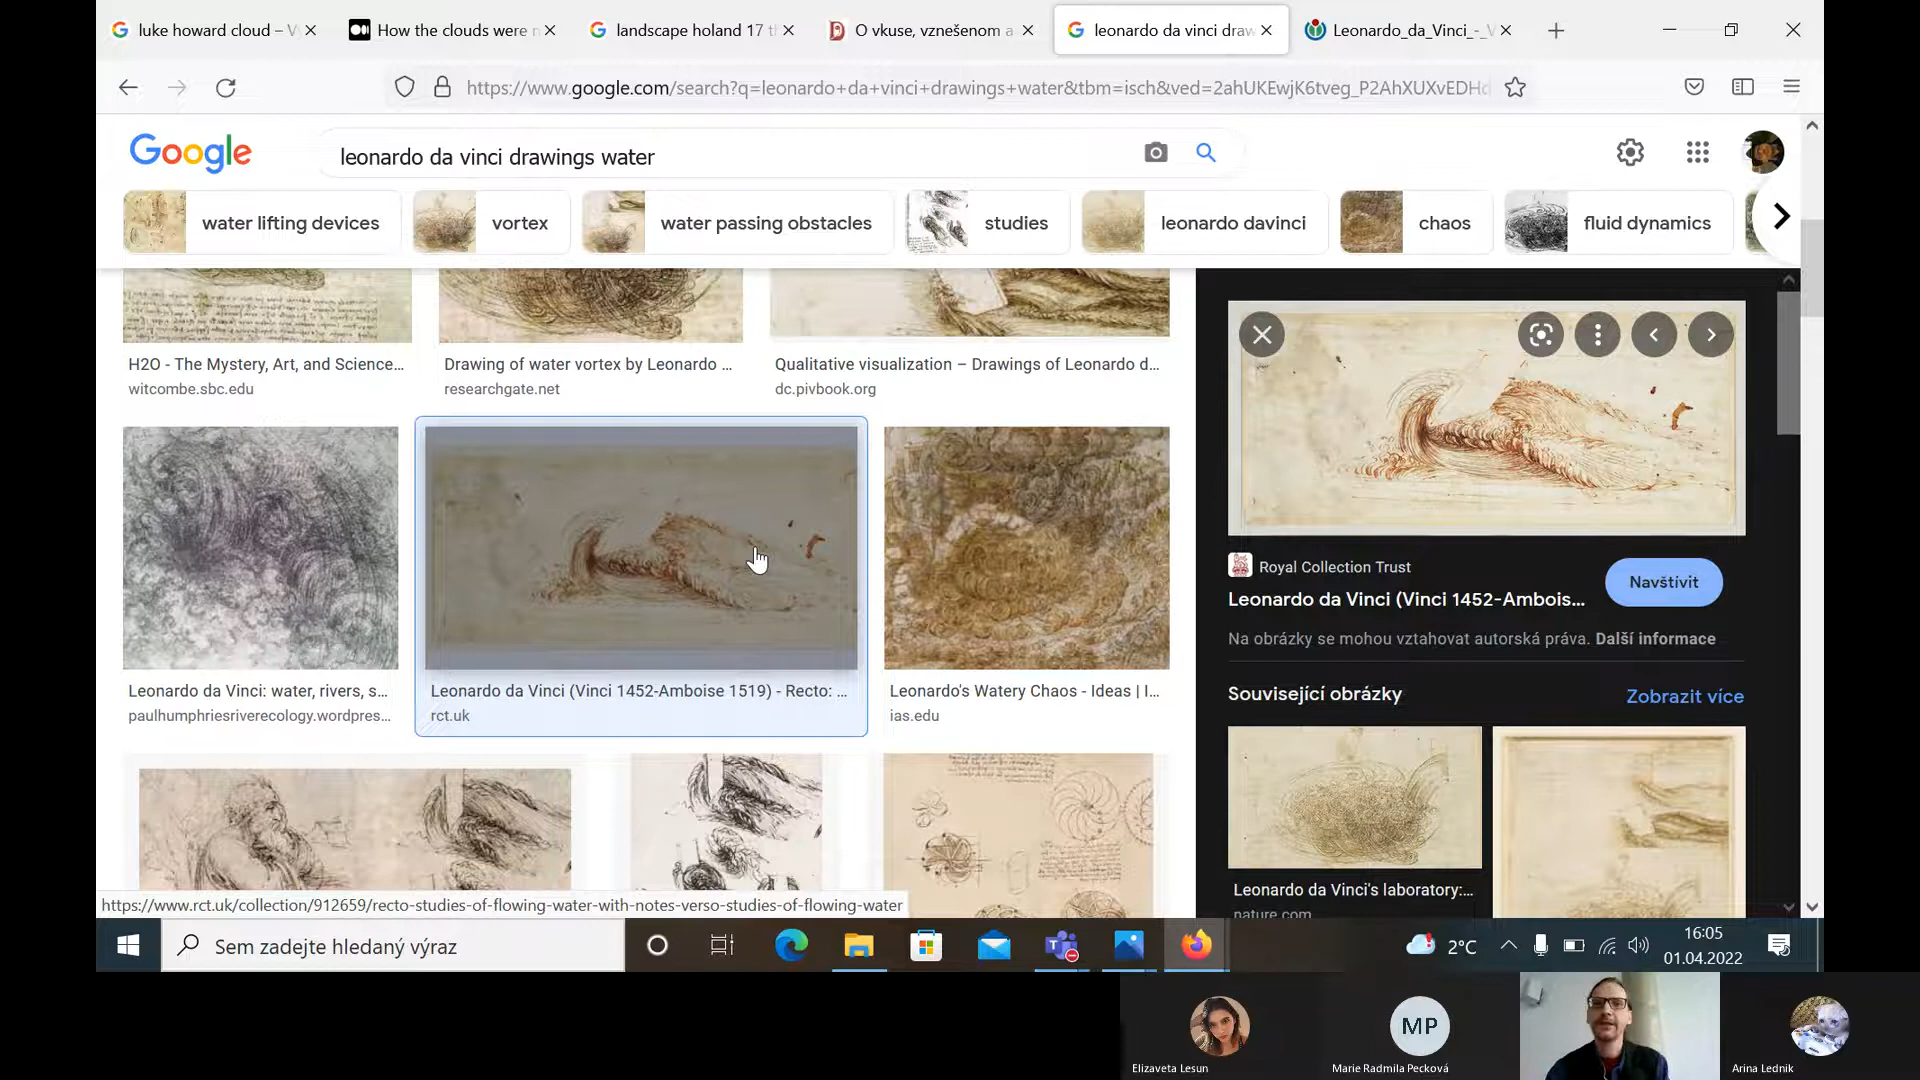 luke howard cloud – V
How the clouds were n
landscape holand 17 th
O vkuse, vznešenom a
leonardo da vinci draw
Leonardo_da_Vinci_-_V
https://www.google.com/search?q=leonardo+da+vinci+drawings+water&tbm=isch&ved=2ahUKEwjK6tveg_P2AhXUXvEDHd
Google
leonardo da vinci drawings water
water lifting devices
vortex
water passing obstacles
studies
leonardo davinci
chaos
fluid dynamics
H2O - The Mystery, Art, and Science...
witcombe.sbc.edu
Drawing of water vortex by Leonardo ...
researchgate.net
Qualitative visualization – Drawings of Leonardo d...
dc.pivbook.org
Leonardo da Vinci: water, rivers, s...
paulhumphriesriverecology.wordpres...
Leonardo da Vinci (Vinci 1452-Amboise 1519) - Recto: ...
rct.uk
Leonardo's Watery Chaos - Ideas | I...
ias.edu
Royal Collection Trust
Leonardo da Vinci (Vinci 1452-Ambois...
Navštívit
Na obrázky se mohou vztahovat autorská práva. Další informace
Související obrázky
Zobrazit více
Leonardo da Vinci's laboratory:...
nature.com
https://www.rct.uk/collection/912659/recto-studies-of-flowing-water-with-notes-verso-studies-of-flowing-water
Sem zadejte hledaný výraz
2°C
16:05
01.04.2022
MP
Elizaveta Lesun
Marie Radmila Pecková
Arina Lednik